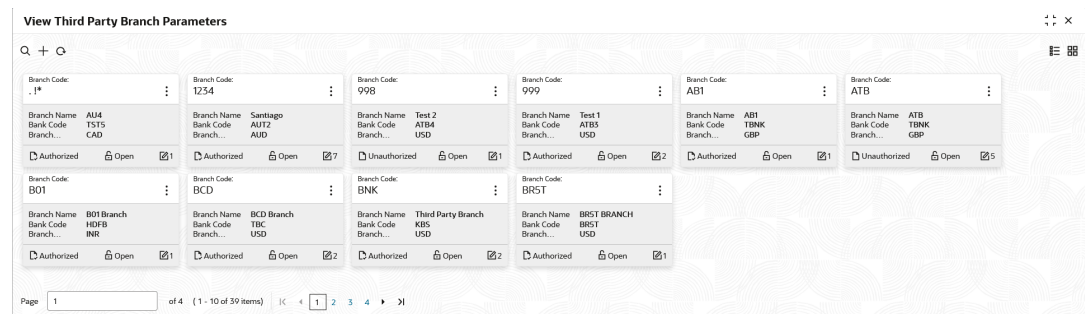 View Third Party Branch Parameters
Branch Code:
. !*
Branch Name AU4
Bank Code TST5
Branch... CAD
Authorized Open 1
Branch Code:
1234
Branch Name Santiago
Bank Code AUT2
Branch... AUD
Authorized Open 7
Branch Code:
998
Branch Name Test 2
Bank Code ATB4
Branch... USD
Unauthorized Open 1
Branch Code:
999
Branch Name Test 1
Bank Code ATB3
Branch... USD
Authorized Open 2
Branch Code:
AB1
Branch Name AB1
Bank Code TBNK
Branch... GBP
Authorized Open 1
Branch Code:
ATB
Branch Name ATB
Bank Code TBNK
Branch... GBP
Unauthorized Open 5
Branch Code:
B01
Branch Name B01 Branch
Bank Code HDFB
Branch... INR
Authorized Open 1
Branch Code:
BCD
Branch Name BCD Branch
Bank Code TBC
Branch... USD
Authorized Open 2
Branch Code:
BNK
Branch Name Third Party Branch
Bank Code KBS
Branch... USD
Authorized Open 2
Branch Code:
BR5T
Branch Name BR5T BRANCH
Bank Code BR5T
Branch... USD
Authorized Open 1
Page 1 of 4 ( 1 - 10 of 39 items) 1 2 3 4